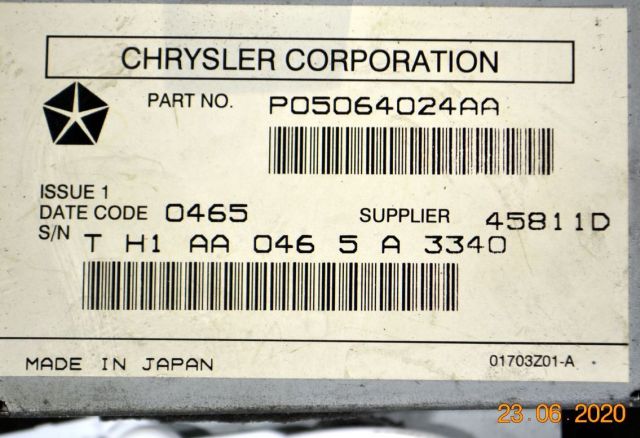 CHRYSLER CORPORATION
PART NO. P05064024AA
ISSUE 1
DATE CODE 0465 SUPPLIER 45811D
S/N T H1 AA 046 5 A 3340
MADE IN JAPAN 01703Z01-A
23.06.2020